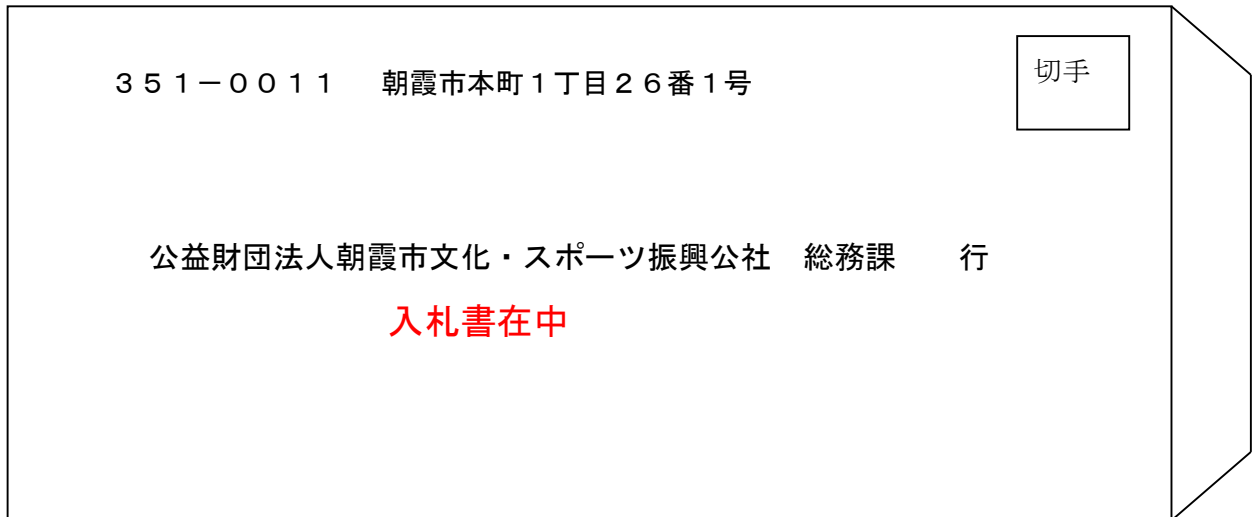 ３５１－００１１　朝霞市本町１丁目２６番１号
切手
公益財団法人朝霞市文化・スポーツ振興公社　総務課　　行
入札書在中